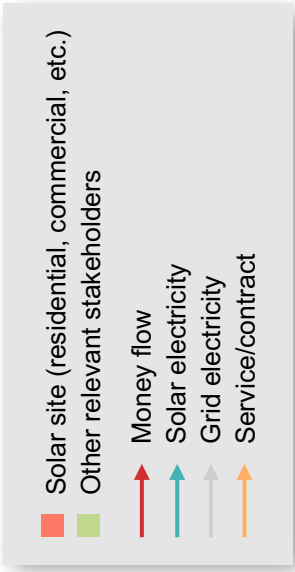 Solar site (residential, commercial, etc.)
Other relevant stakeholders
Money flow
Solar electricity
Grid electricity
Service/contract